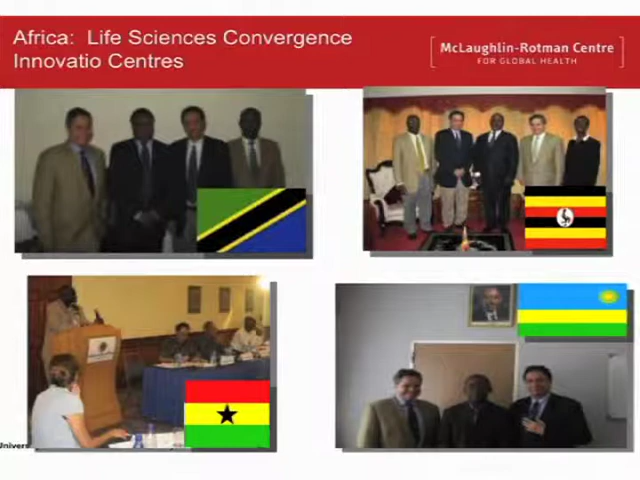 Africa:  Life Sciences Convergence
Innovatio Centres
McLaughlin-Rotman Centre
FOR GLOBAL HEALTH